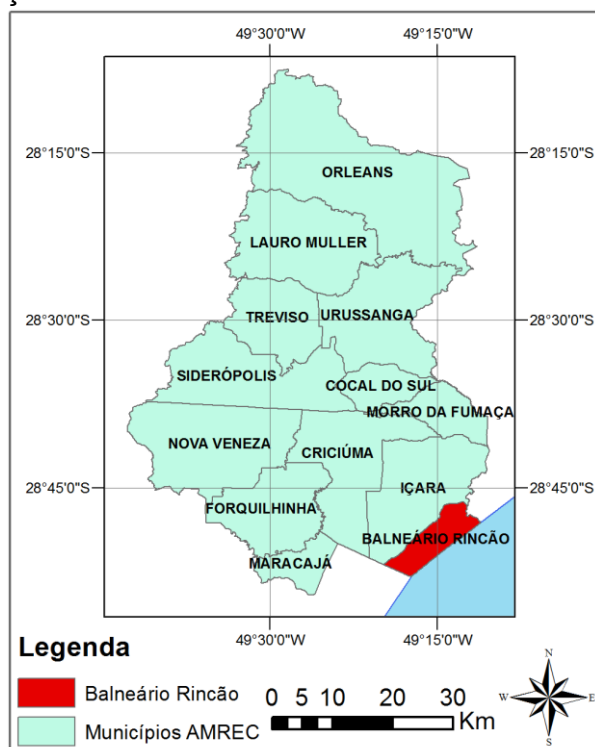 Ç
49°30'0"W 49°15'0"W
28°15'0"S 28°15'0"S
ORLEANS
LAURO MULLER
28°30'0"S 28°30'0"S
TREVISO URUSSANGA
SIDERÓPOLIS
COCAL DO SUL
MORRO DA FUMAÇA
NOVA VENEZA
CRICIÚMA
IÇARA
28°45'0"S 28°45'0"S
FORQUILHINHA
BALNEÁRIO RINCÃO
MARACAJÁ
49°30'0"W 49°15'0"W
Legenda
Balneário Rincão
Municípios AMREC
0 5 10 20 30
Km
N
W E
S